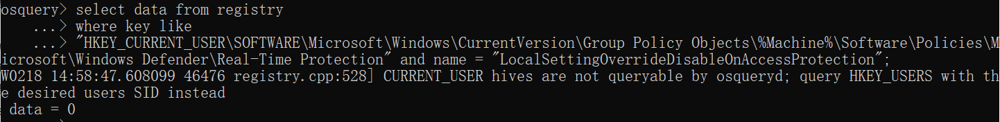 osquery> select data from registry
...> where key like
...> "HKEY_CURRENT_USER\SOFTWARE\Microsoft\Windows\CurrentVersion\Group Policy Objects\%Machine%\Software\Policies\M
icrosoft\Windows Defender\Real-Time Protection" and name = "LocalSettingOverrideDisableOnAccessProtection";
W0218 14:58:47.608099 46476 registry.cpp:528] CURRENT_USER hives are not queryable by osqueryd; query HKEY_USERS with th
e desired users SID instead
data = 0